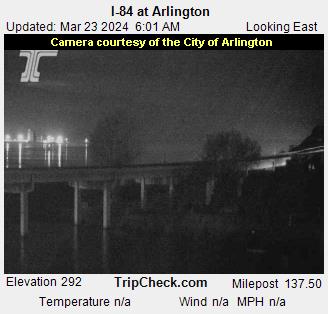 I-84 at Arlington
Updated: Mar 23 2024 6:01 AM Looking East
Camera courtesy of the City of Arlington
Elevation 292 TripCheck.com Milepost 137.50
Temperature n/a Wind n/a MPH n/a